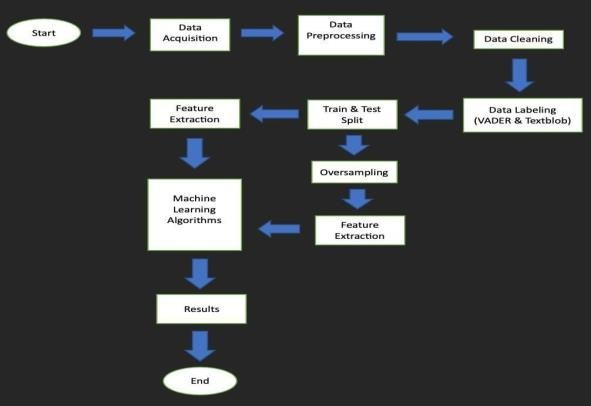 Start
Data
Acquisition
Data
Preprocessing
Data Cleaning
Feature
Extraction
Train & Test
Split
Data Labeling
(VADER & Textblob)
Oversampling
Machine
Learning
Algorithms
Feature
Extraction
Results
End